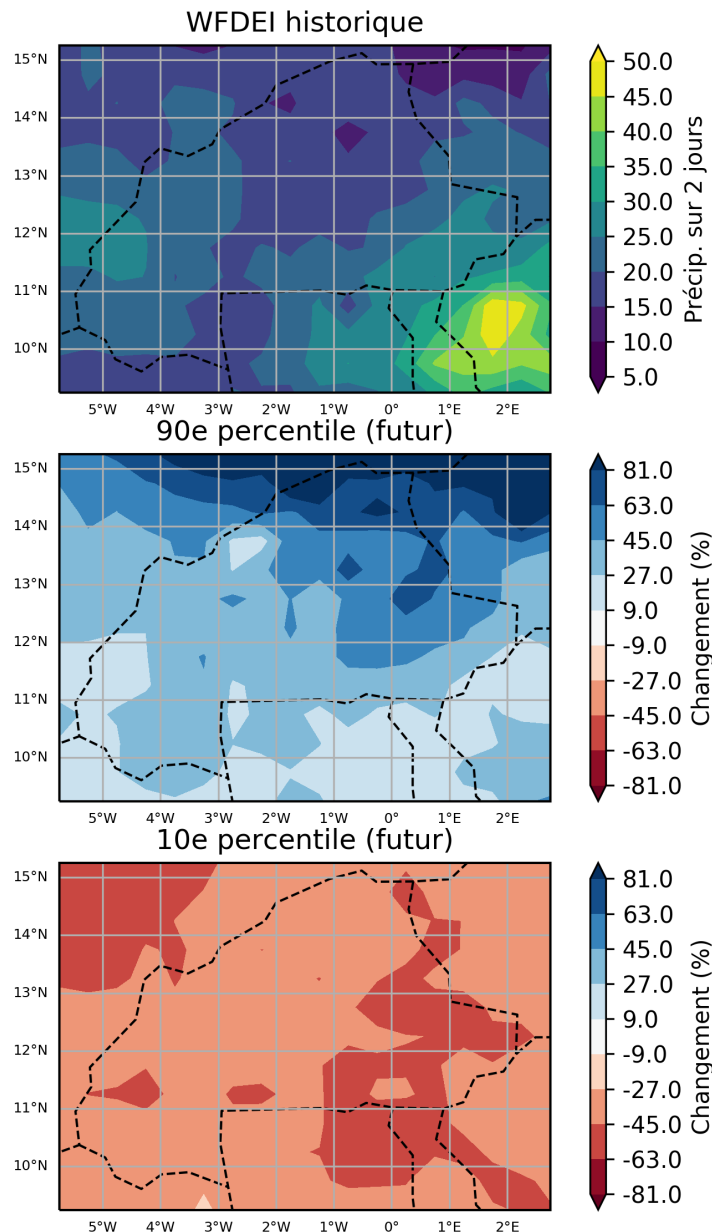 WFDEI historique
15°N
14°N
13°N
12°N
11°N
10°N
5°W 4°W 3°W 2°W 1°W 0° 1°E 2°E
50.0
45.0
40.0
35.0
30.0
25.0
20.0
15.0
10.0
5.0
Précip. sur 2 jours
90e percentile (futur)
15°N
14°N
13°N
12°N
11°N
10°N
5°W 4°W 3°W 2°W 1°W 0° 1°E 2°E
81.0
63.0
45.0
27.0
9.0
-9.0
-27.0
-45.0
-63.0
-81.0
Changement (%)
10e percentile (futur)
15°N
14°N
13°N
12°N
11°N
10°N
5°W 4°W 3°W 2°W 1°W 0° 1°E 2°E
81.0
63.0
45.0
27.0
9.0
-9.0
-27.0
-45.0
-63.0
-81.0
Changement (%)